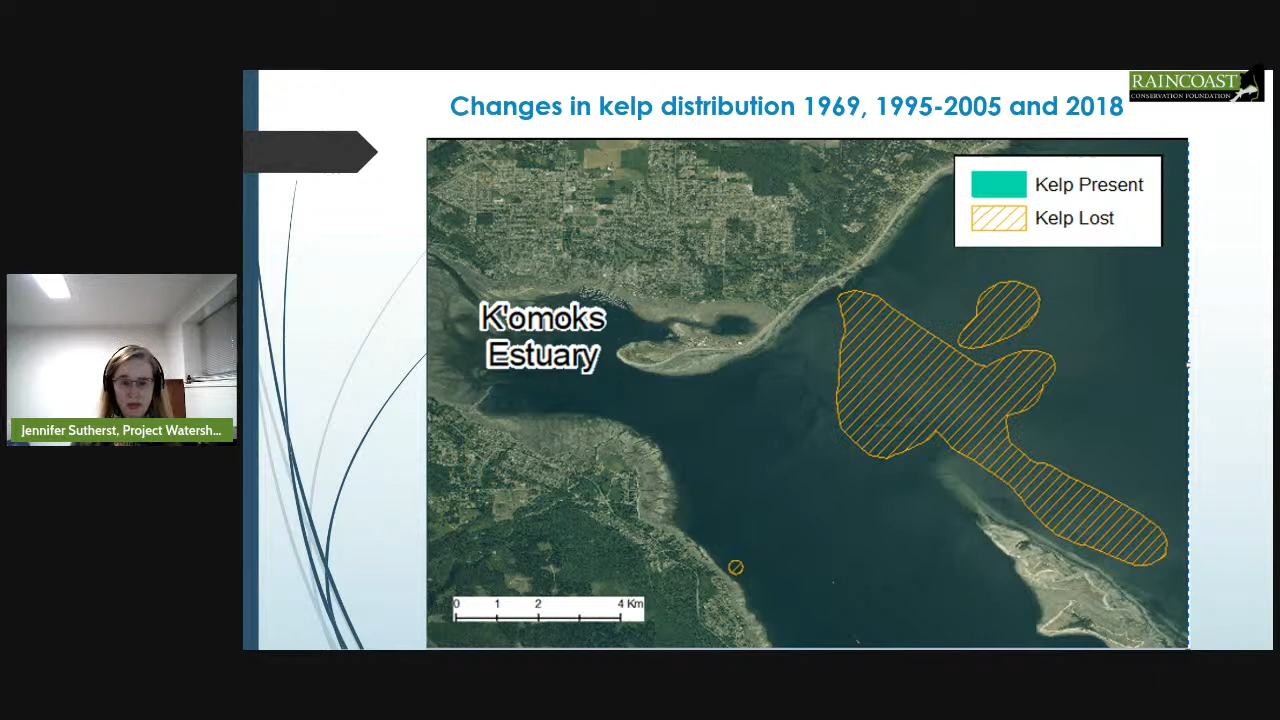 RAINCOAST
CONSERVATION FOUNDATION
Changes in kelp distribution 1969, 1995-2005 and 2018
Kelp Present
Kelp Lost
K'omoks
Estuary
Jennifer Sutherst, Project Watersh...
0 1 2 4 Km